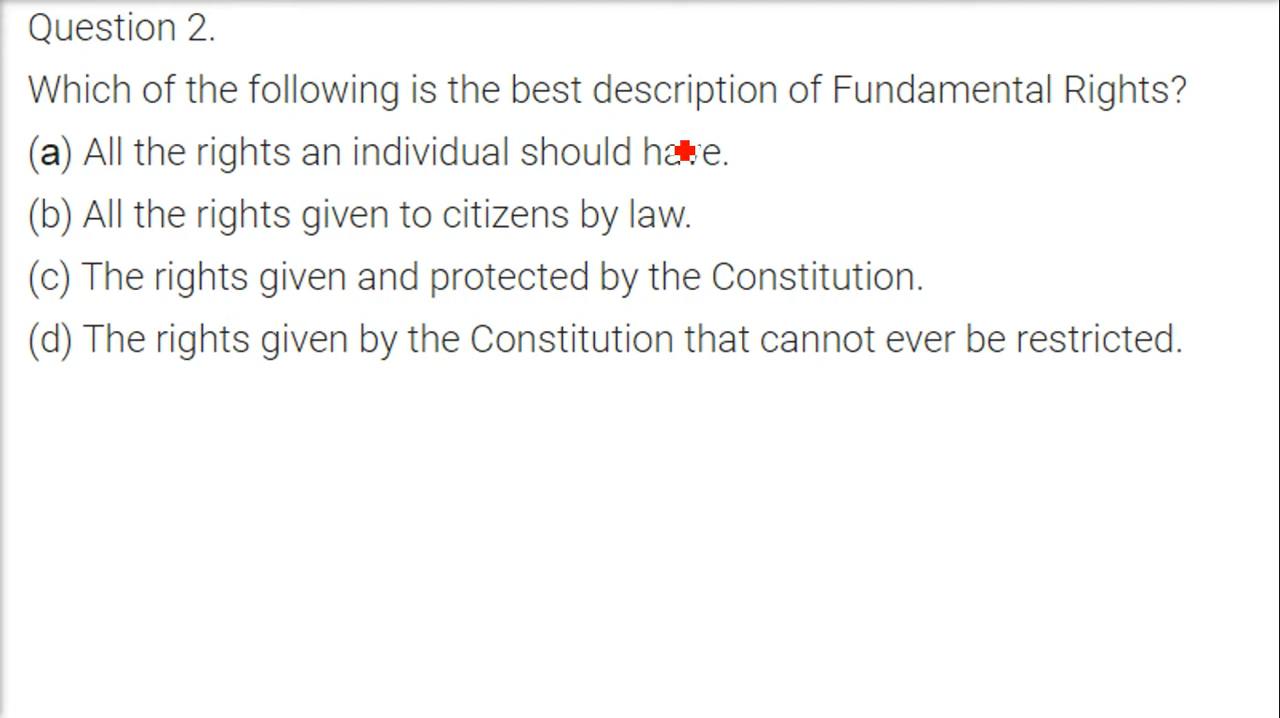 Question 2.
Which of the following is the best description of Fundamental Rights?
(a) All the rights an individual should have.
(b) All the rights given to citizens by law.
(c) The rights given and protected by the Constitution.
(d) The rights given by the Constitution that cannot ever be restricted.